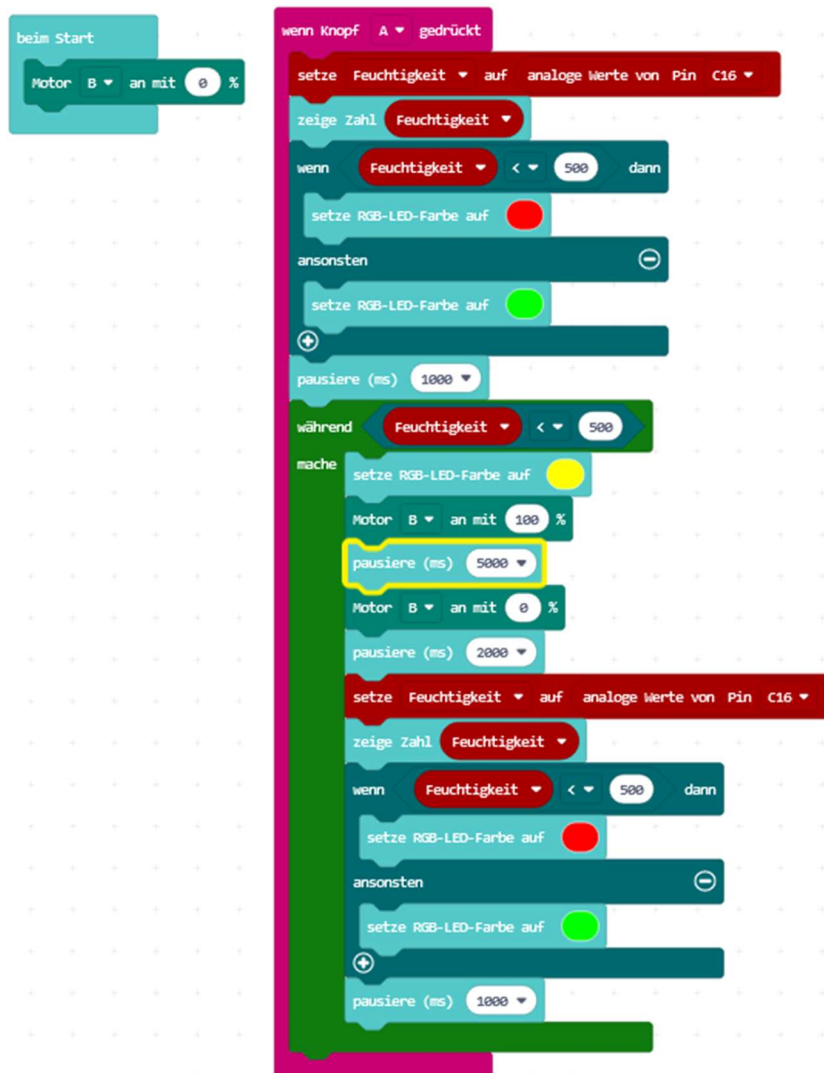 beim Start
Motor B an mit 0 %
wenn Knopf A gedrückt
setze Feuchtigkeit auf analoge Werte von Pin C16
zeige Zahl Feuchtigkeit
wenn Feuchtigkeit < 500 dann
setze RGB-LED-Farbe auf
ansonsten
setze RGB-LED-Farbe auf
pausiere (ms) 1000
während Feuchtigkeit < 500
mache
setze RGB-LED-Farbe auf
Motor B an mit 100 %
pausiere (ms) 5000
Motor B an mit 0 %
pausiere (ms) 2000
setze Feuchtigkeit auf analoge Werte von Pin C16
zeige Zahl Feuchtigkeit
wenn Feuchtigkeit < 500 dann
setze RGB-LED-Farbe auf
ansonsten
setze RGB-LED-Farbe auf
pausiere (ms) 1000